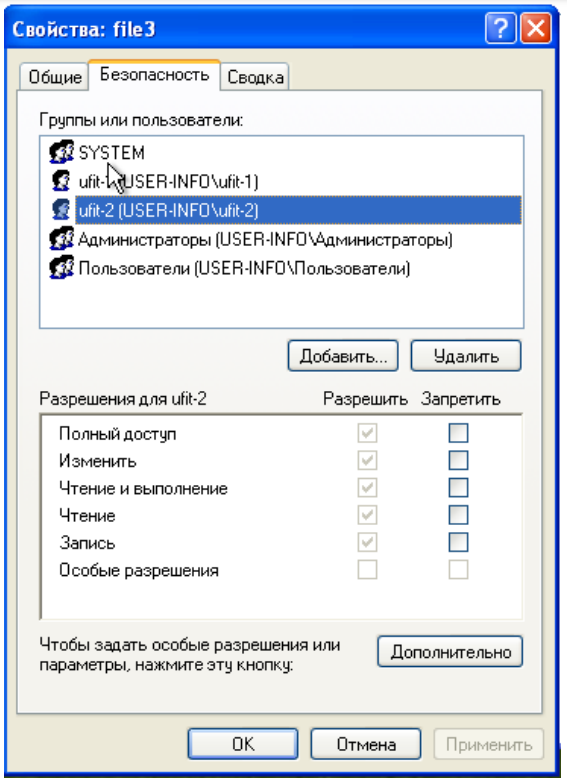 Свойства: file3
Общие Безопасность Сводка
Группы или пользователи:
SYSTEM
ufit- USER-INFO\ufit-1)
ufit-2 (USER-INFO\ufit-2)
Администраторы (USER-INFO\Администраторы)
Пользователи (USER-INFO\Пользователи)
Добавить... Удалить
Разрешения для ufit-2 Разрешить Запретить
Полный доступ
Изменить
Чтение и выполнение
Чтение
Запись
Особые разрешения
Чтобы задать особые разрешения или
параметры, нажмите эту кнопку:
Дополнительно
OK Отмена Применить